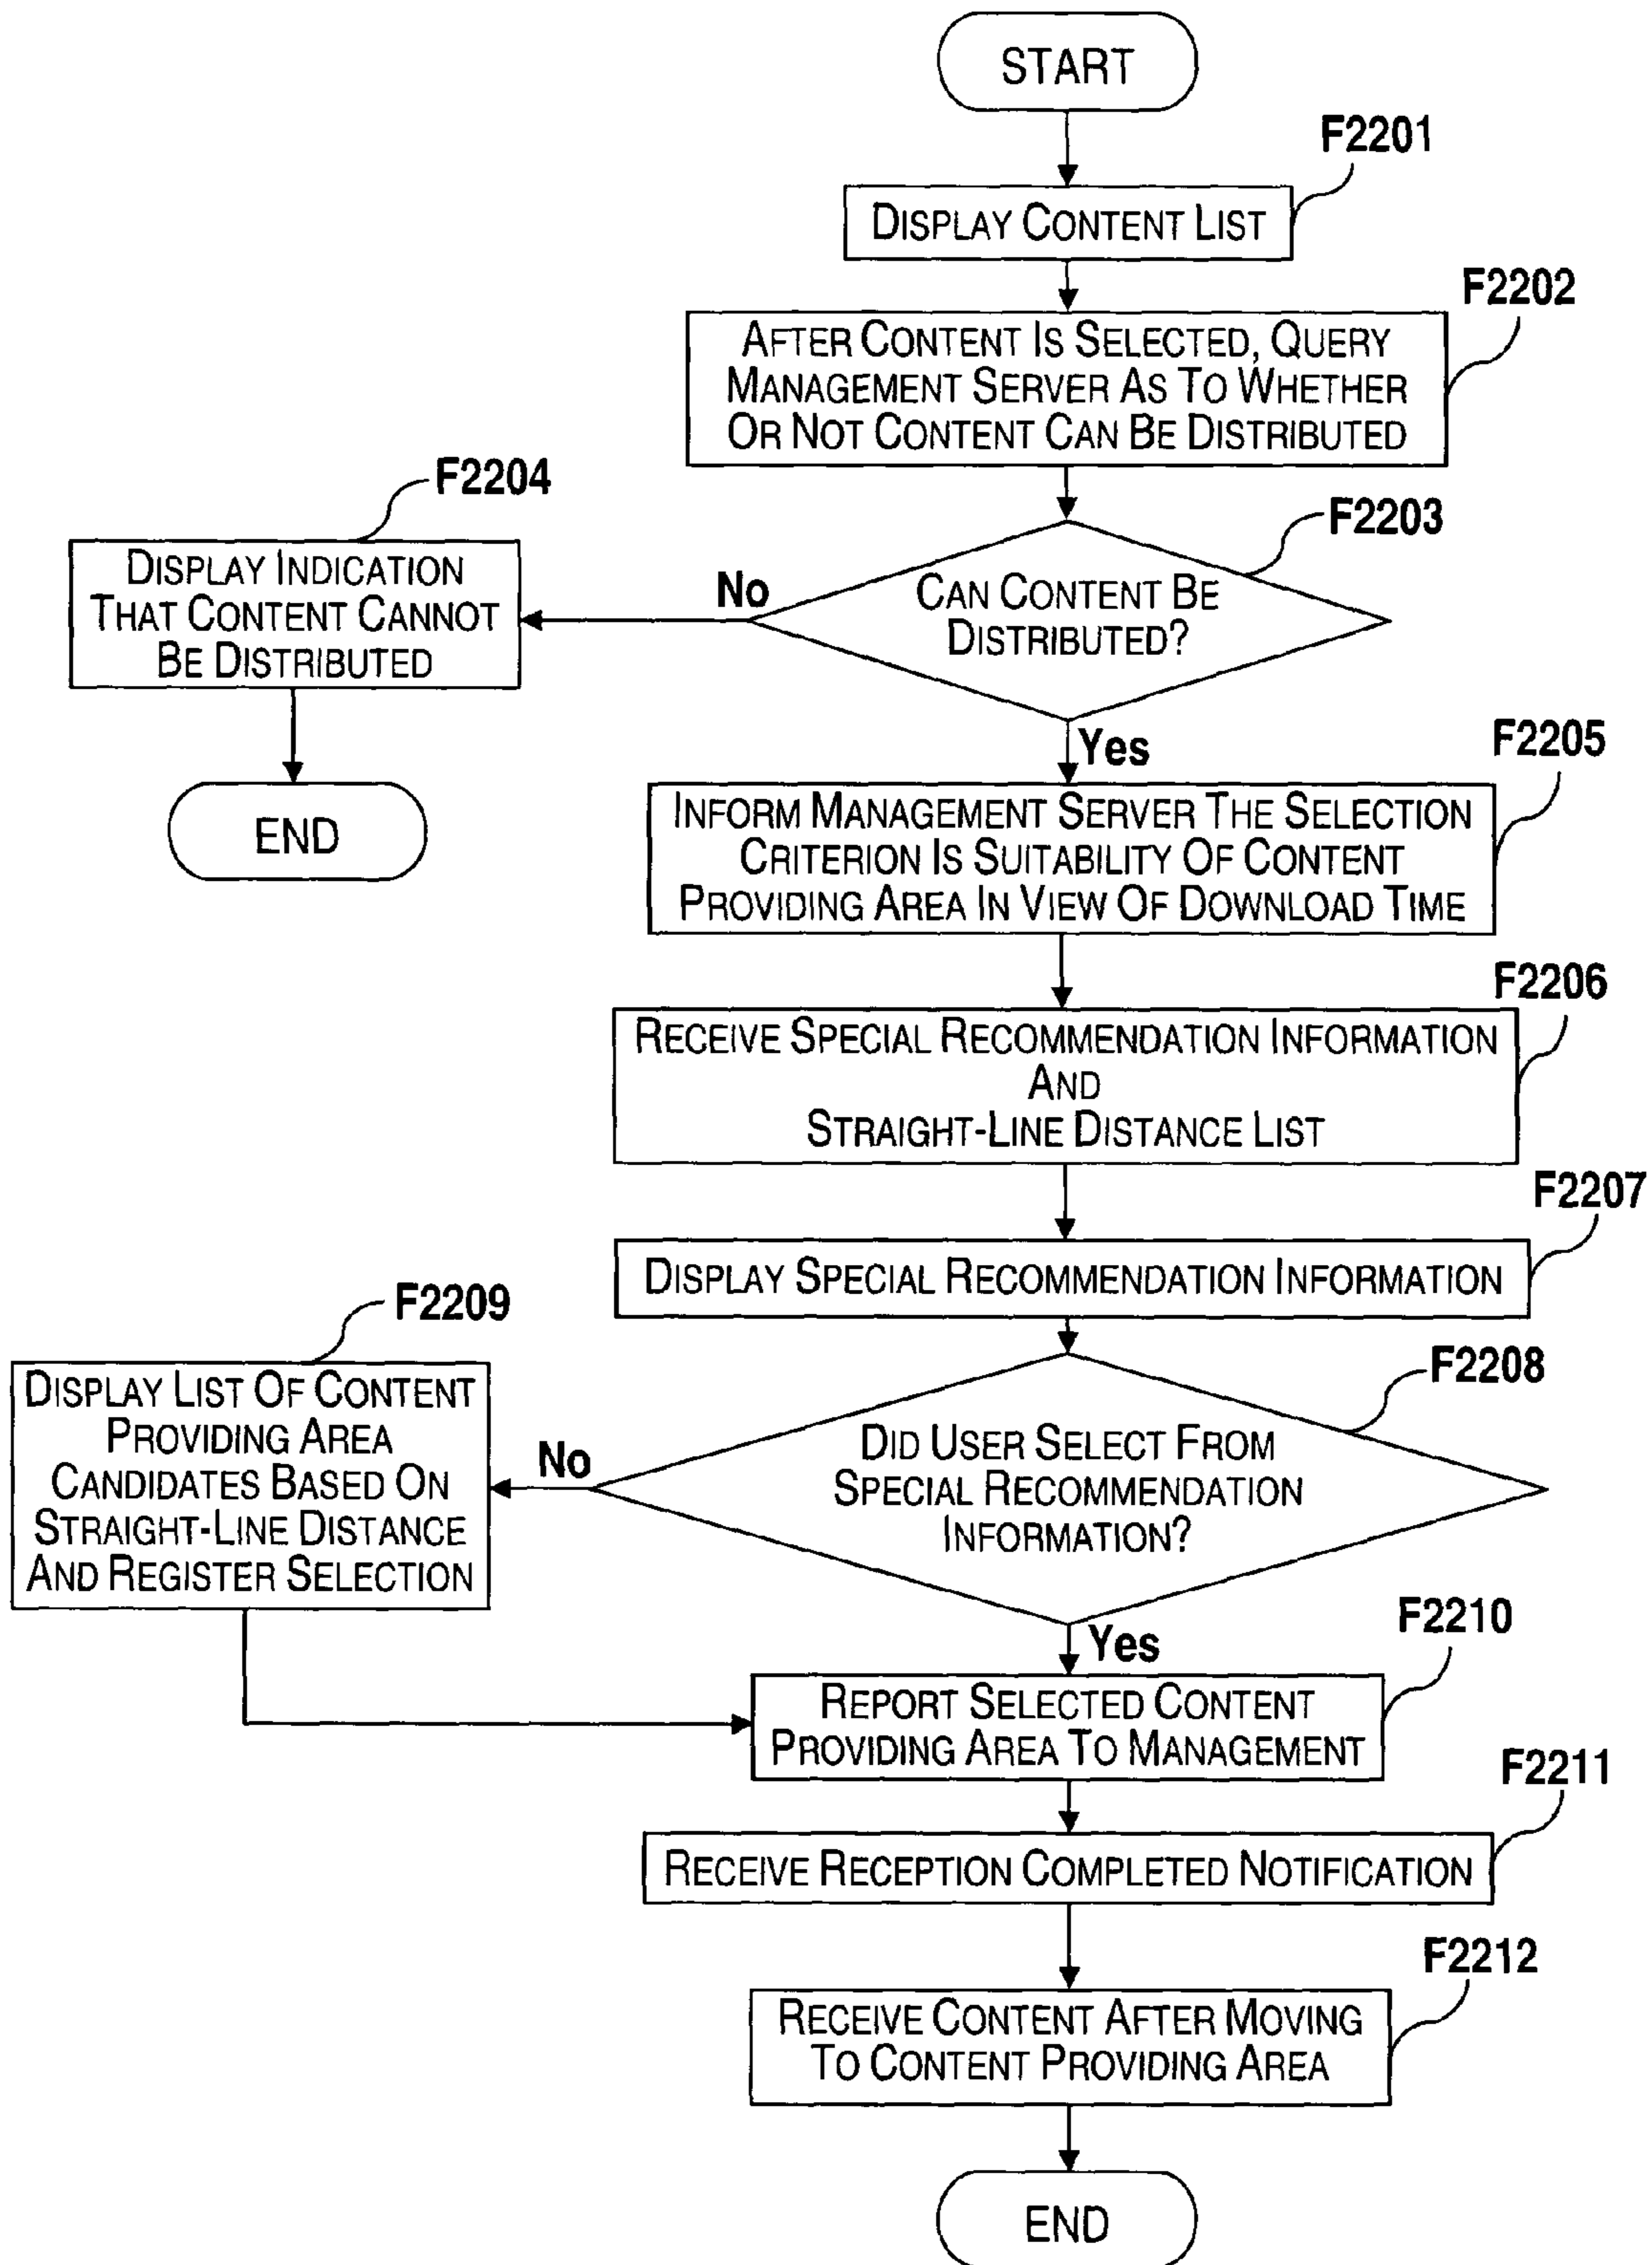 START
F2201
DISPLAY CONTENT LIST
F2202
AFTER CONTENT IS SELECTED, QUERY
MANAGEMENT SERVER AS TO WHETHER
OR NOT CONTENT CAN BE DISTRIBUTED
F2203
CAN CONTENT BE
DISTRIBUTED?
No
F2204
DISPLAY INDICATION
THAT CONTENT CANNOT
BE DISTRIBUTED
END
Yes
F2205
INFORM MANAGEMENT SERVER THE SELECTION
CRITERION IS SUITABILITY OF CONTENT
PROVIDING AREA IN VIEW OF DOWNLOAD TIME
F2206
RECEIVE SPECIAL RECOMMENDATION INFORMATION
AND
STRAIGHT-LINE DISTANCE LIST
F2207
DISPLAY SPECIAL RECOMMENDATION INFORMATION
F2208
DID USER SELECT FROM
SPECIAL RECOMMENDATION
INFORMATION?
No
F2209
DISPLAY LIST OF CONTENT
PROVIDING AREA
CANDIDATES BASED ON
STRAIGHT-LINE DISTANCE
AND REGISTER SELECTION
Yes
F2210
REPORT SELECTED CONTENT
PROVIDING AREA TO MANAGEMENT
F2211
RECEIVE RECEPTION COMPLETED NOTIFICATION
F2212
RECEIVE CONTENT AFTER MOVING
TO CONTENT PROVIDING AREA
END